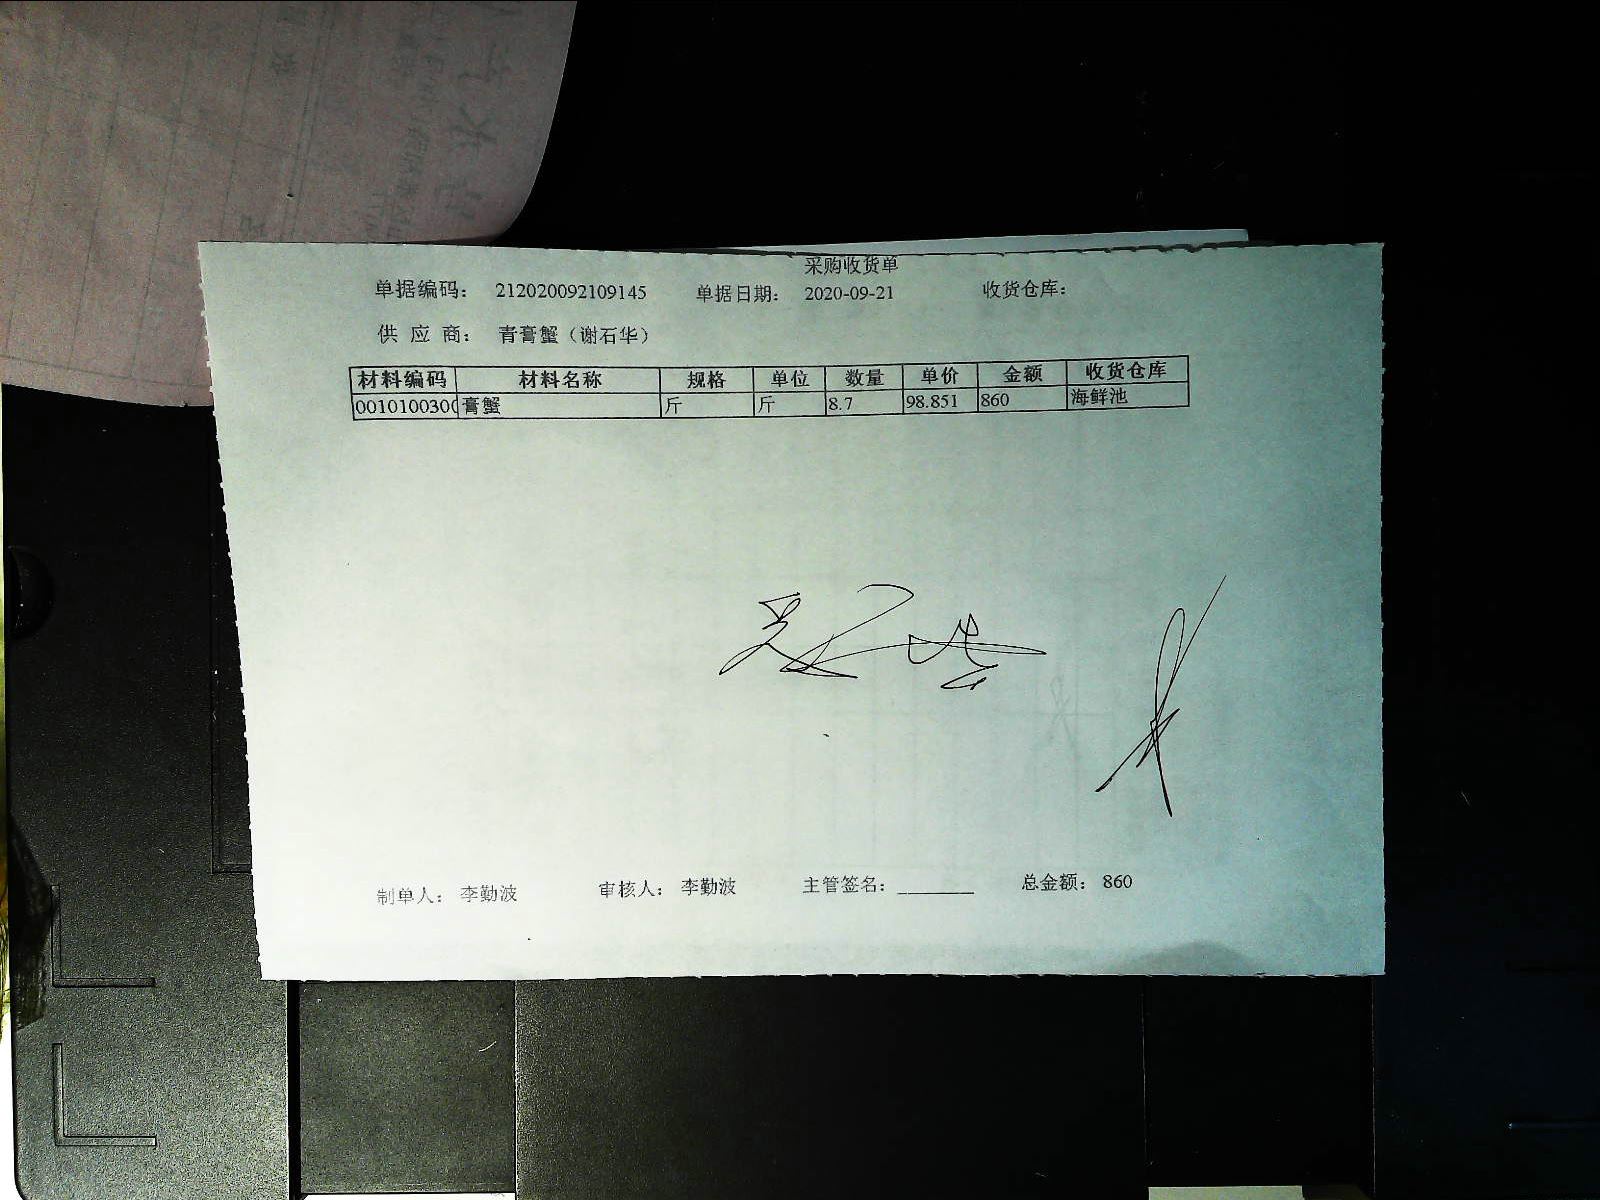 采购收货单
单据编码： 212020092109145 单据日期： 2020-09-21 收货仓库：
供 应 商： 青膏蟹（谢石华）
材料编码 材料名称 规格 单位 数量 单价 金额 收货仓库
0010100300 膏蟹 斤 斤 8.7 98.851 860 海鲜池
制单人： 李勤波 审核人： 李勤波 主管签名： ________ 总金额： 860